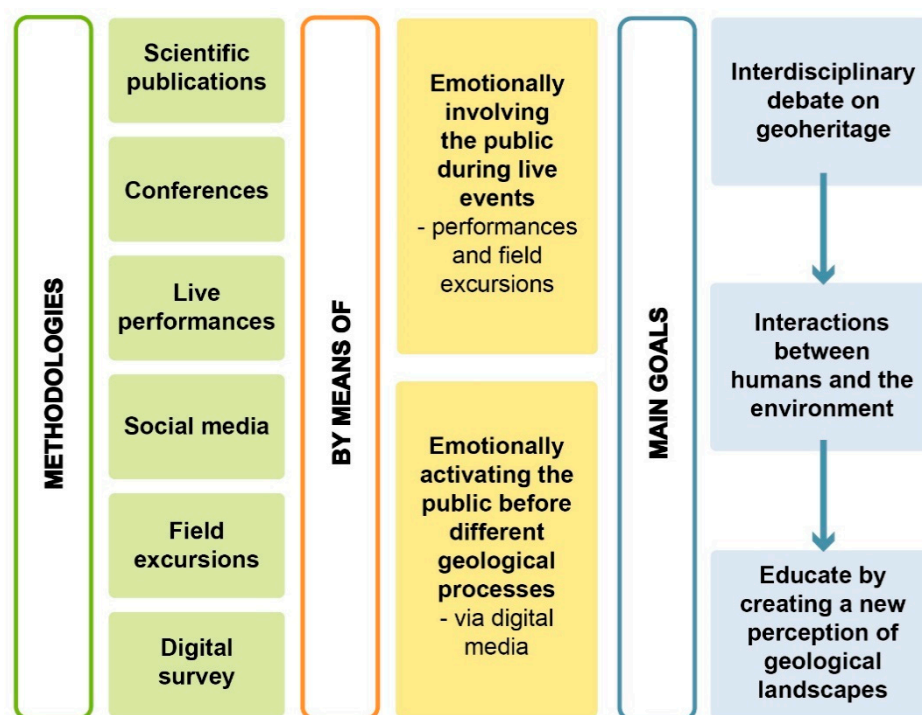 METHODOLOGIES
Scientific
publications
Conferences
Live
performances
Social media
Field
excursions
Digital
survey
BY MEANS OF
Emotionally
involving
the public
during live
events
- performances
and field
excursions
Emotionally
activating the
public before
different
geological
processes
- via digital
media
MAIN GOALS
Interdisciplinary
debate on
geoheritage
Interactions
between
humans and the
environment
Educate by
creating a new
perception of
geological
landscapes